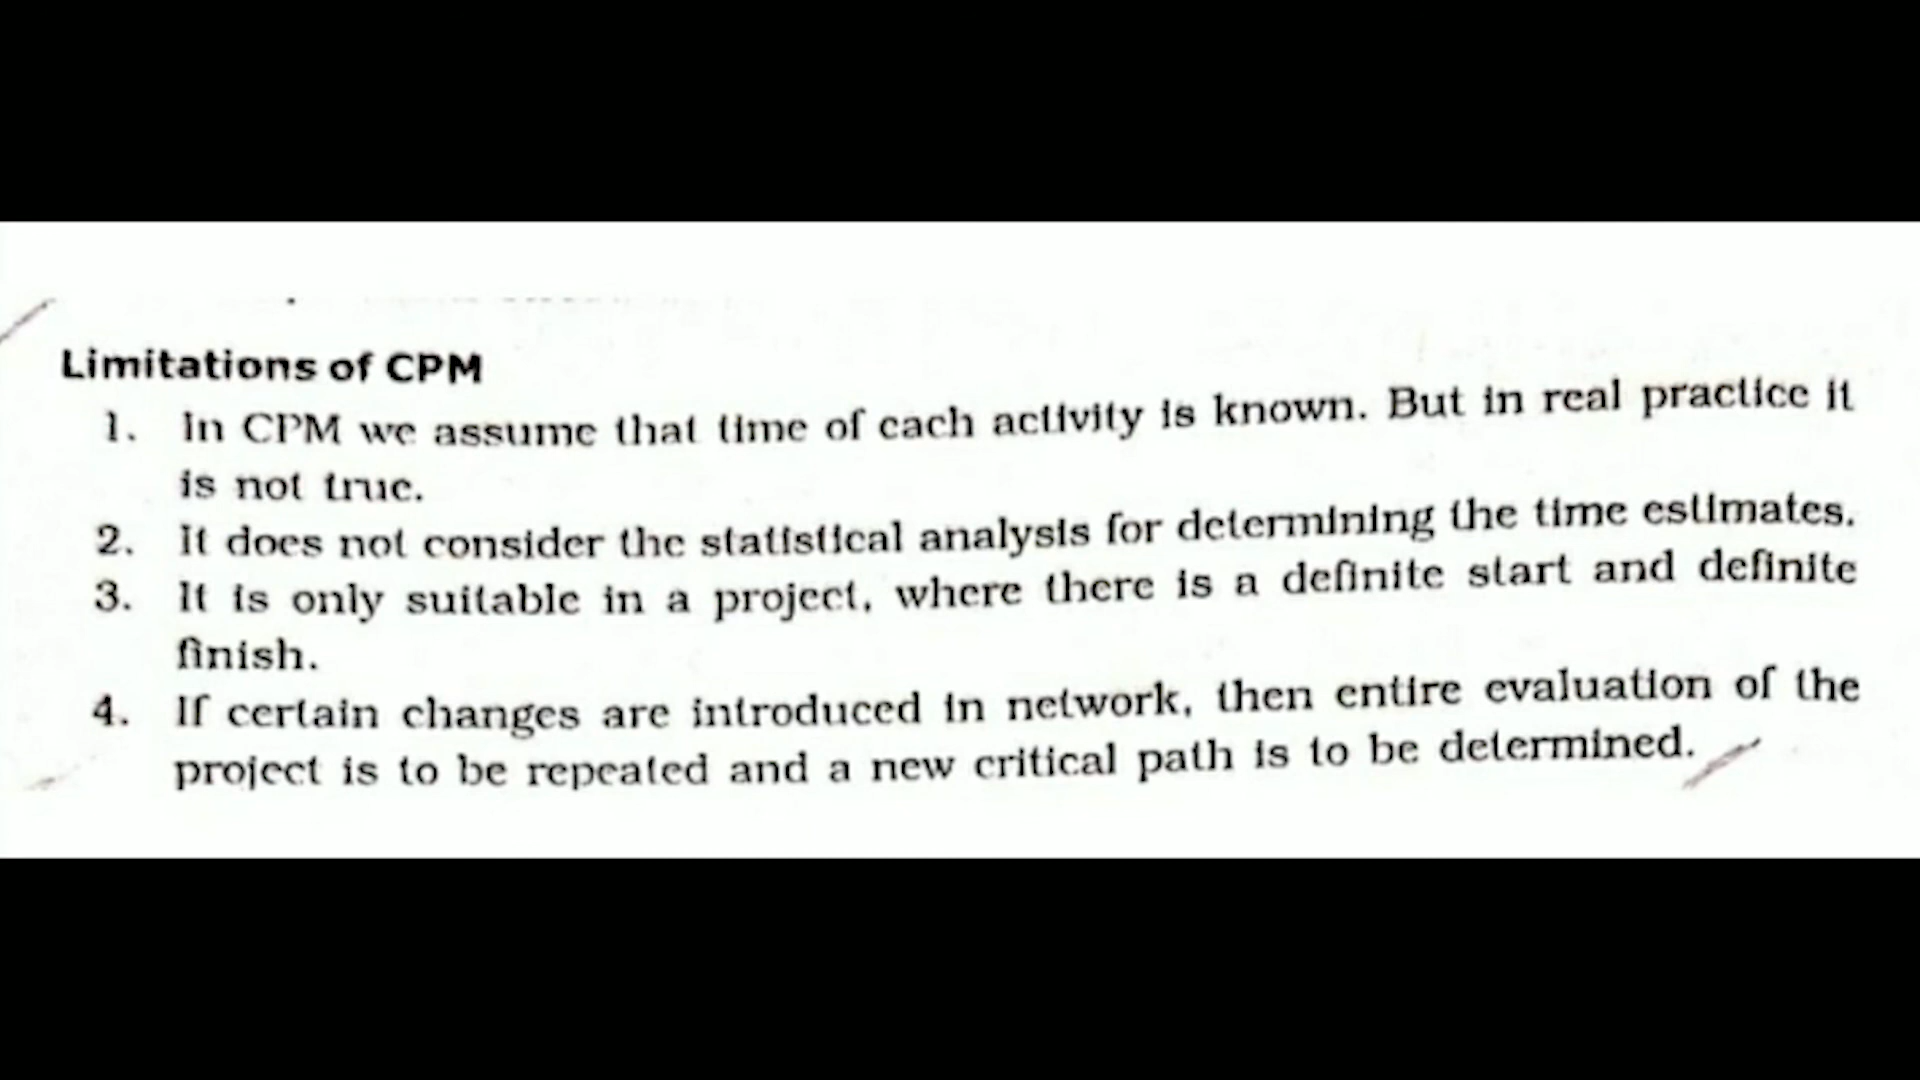 Limitations of CPM
1. In CPM we assume that time of each activity is known. But in real practice it
is not true.
2. It does not consider the statistical analysis for determining the time estimates.
3. It is only suitable in a project, where there is a definite start and definite
finish.
4. If certain changes are introduced in network, then entire evaluation of the
project is to be repeated and a new critical path is to be determined.